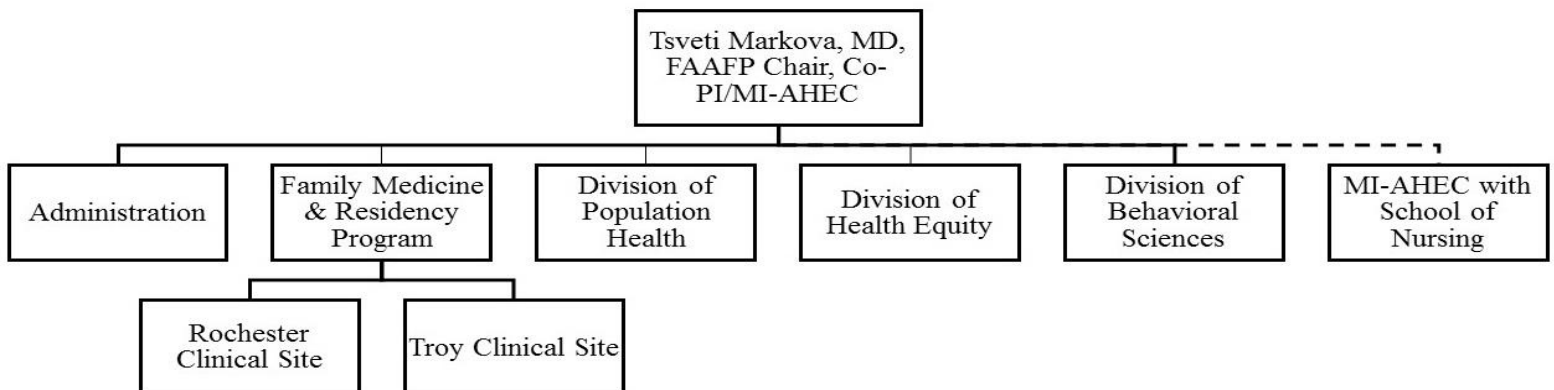 Tsveti Markova, MD,
FAAFP Chair, Co-
PI/MI-AHEC
Administration
Family Medicine
& Residency
Program
Division of
Population
Health
Division of
Health Equity
Division of
Behavioral
Sciences
MI-AHEC with
School of
Nursing
Rochester
Clinical Site
Troy Clinical Site